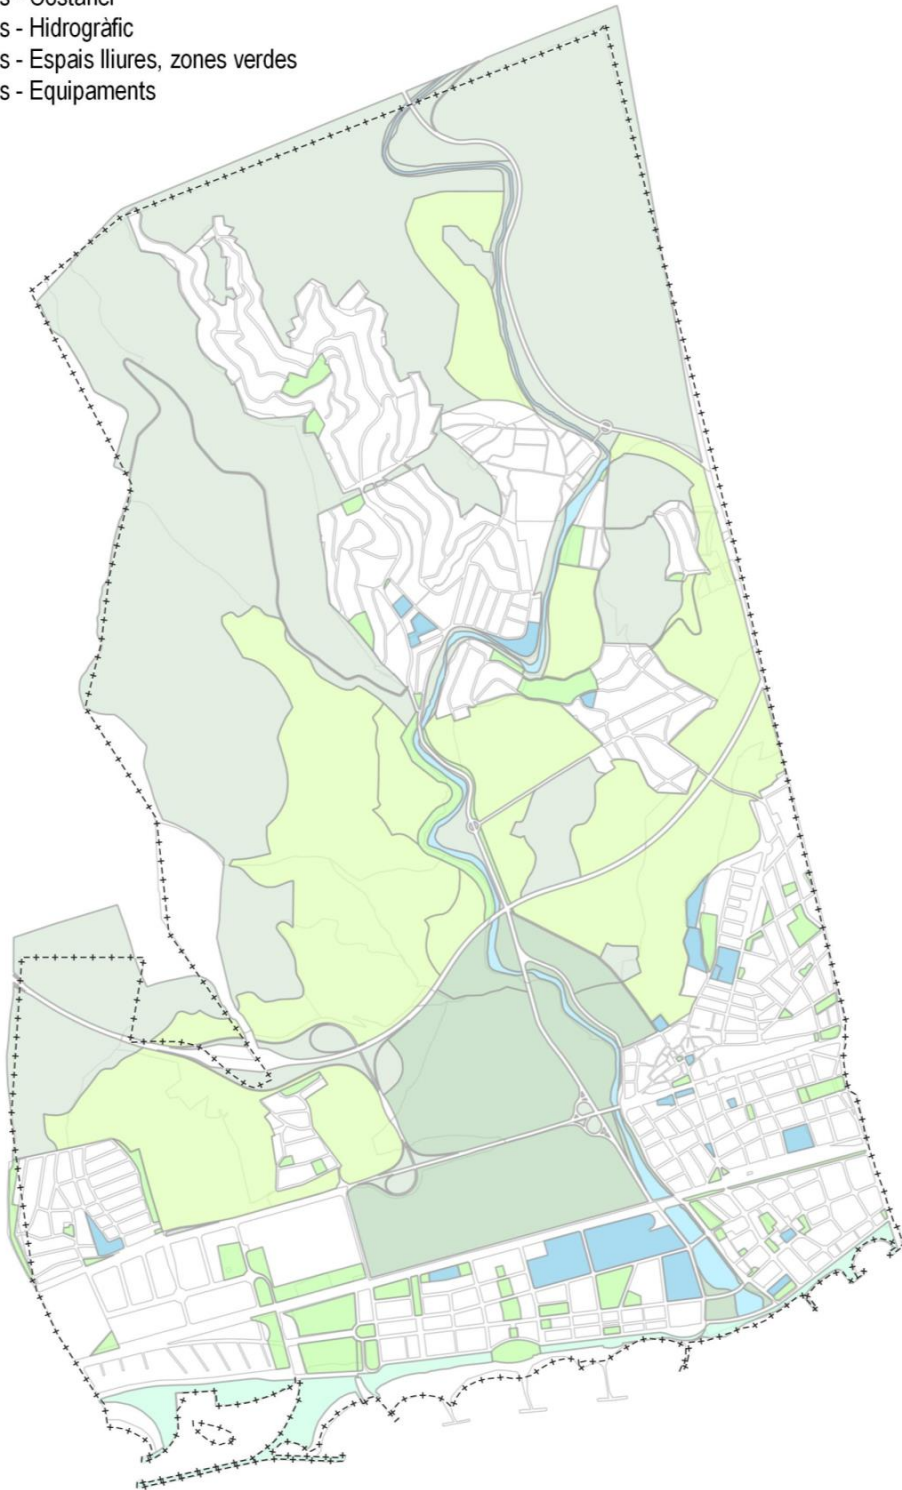 s - Costaner
s - Hidrogràfic
s - Espais lliures, zones verdes
s - Equipaments